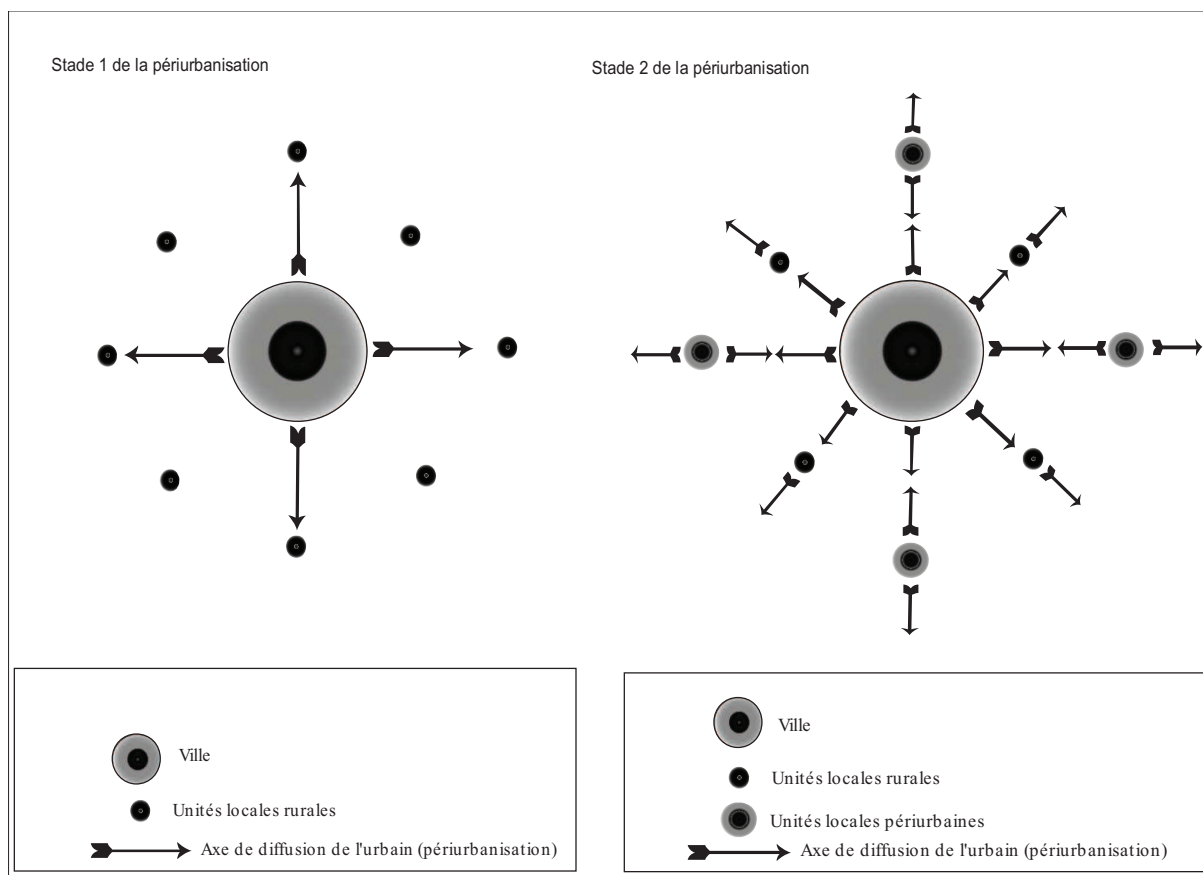 Stade 1 de la périurbanisation
Stade 2 de la périurbanisation
Ville
Unités locales rurales
Axe de diffusion de l'urbain (périurbanisation)
Ville
Unités locales rurales
Unités locales périurbaines
Axe de diffusion de l'urbain (périurbanisation)